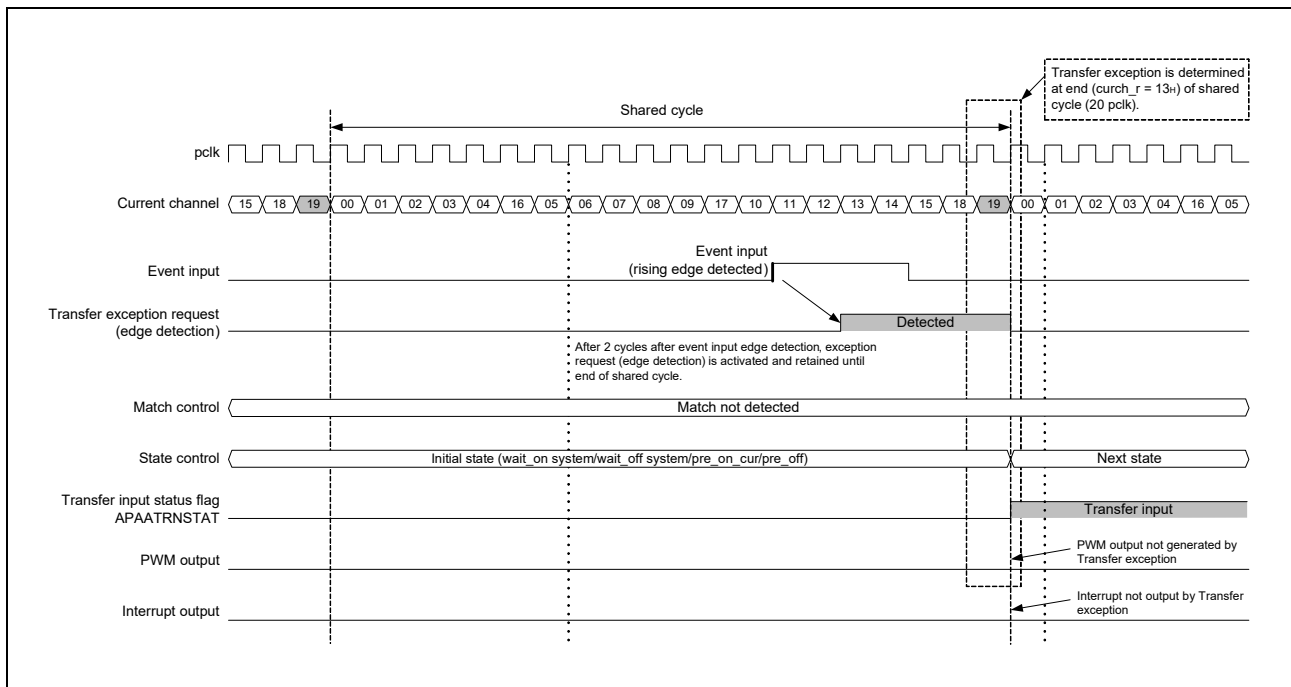 Transfer exception is determined
at end (curch_r = 13H) of shared
cycle (20 pclk).
Shared cycle
pclk
Current channel
15 18 19 00 01 02 03 04 16 05 06 07 08 09 17 10 11 12 13 14 15 18 19 00 01 02 03 04 16 05
Event input
(rising edge detected)
Event input
Transfer exception request
(edge detection)
Detected
After 2 cycles after event input edge detection, exception
request (edge detection) is activated and retained until
end of shared cycle.
Match control
Match not detected
State control
Initial state (wait_on system/wait_off system/pre_on_cur/pre_off)
Next state
Transfer input status flag
APAATRNSTAT
Transfer input
PWM output
PWM output not generated by
Transfer exception
Interrupt output
Interrupt not output by Transfer
exception